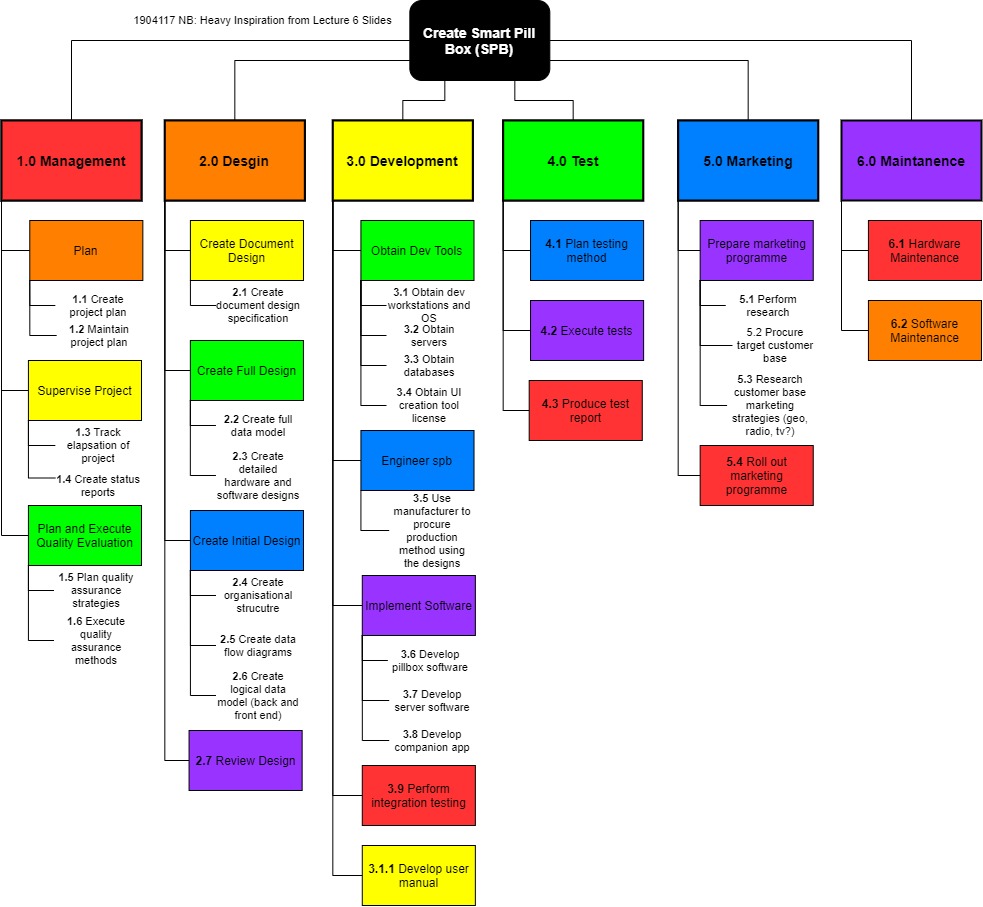 1904117 NB: Heavy Inspiration from Lecture 6 Slides
Create Smart Pill
Box (SPB)
1.0 Management
Plan
1.1 Create
project plan
1.2 Maintain
project plan
Supervise Project
1.3 Track
elapsation of
project
1.4 Create status
reports
Plan and Execute
Quality Evaluation
1.5 Plan quality
assurance
strategies
1.6 Execute
quality
assurance
methods
2.0 Desgin
Create Document
Design
2.1 Create
document design
specification
Create Full Design
2.2 Create full
data model
2.3 Create
detailed
hardware and
software designs
Create Initial Design
2.4 Create
organisational
strucutre
2.5 Create data
flow diagrams
2.6 Create
logical data
model (back and
front end)
2.7 Review Design
3.0 Development
Obtain Dev Tools
3.1 Obtain dev
workstations and
OS
3.2 Obtain
servers
3.3 Obtain
databases
3.4 Obtain UI
creation tool
license
Engineer spb
3.5 Use
manufacturer to
procure
production
method using
the designs
Implement Software
3.6 Develop
pillbox software
3.7 Develop
server software
3.8 Develop
companion app
3.9 Perform
integration testing
3.1.1 Develop user
manual
4.0 Test
4.1 Plan testing
method
4.2 Execute tests
4.3 Produce test
report
5.0 Marketing
Prepare marketing
programme
5.1 Perform
research
5.2 Procure
target customer
base
5.3 Research
customer base
marketing
strategies (geo,
radio, tv?)
5.4 Roll out
marketing
programme
6.0 Maintanence
6.1 Hardware
Maintenance
6.2 Software
Maintenance